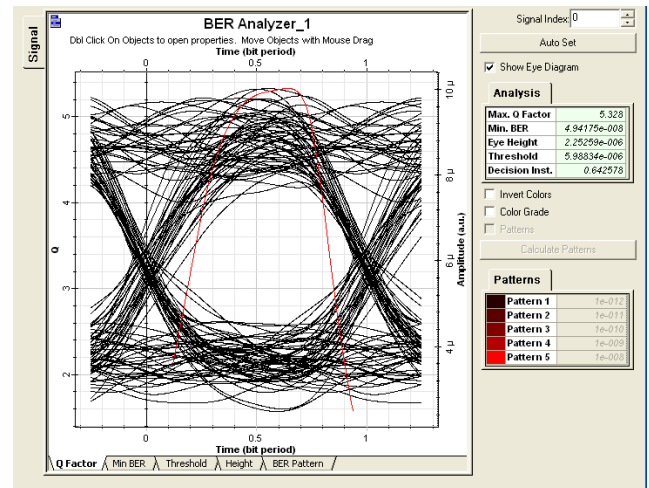 Signal
BER Analyzer_1
Dbl Click On Objects to open properties. Move Objects with Mouse Drag
Time (bit period)
0 0.5 1
Q
5
4
3
2
10 µ
8 µ
6 µ
4 µ
Amplitude (a.u.)
0 0.5 1
Time (bit period)
Q Factor Min BER Threshold Height BER Pattern
Signal Index: 0
Auto Set
Show Eye Diagram
Analysis
Max. Q Factor 5.328
Min. BER 4.94175e-008
Eye Height 2.25259e-006
Threshold 5.98834e-006
Decision Inst. 0.642578
Invert Colors
Color Grade
Patterns
Calculate Patterns
Patterns
Pattern 1 1e-012
Pattern 2 1e-011
Pattern 3 1e-010
Pattern 4 1e-009
Pattern 5 1e-008